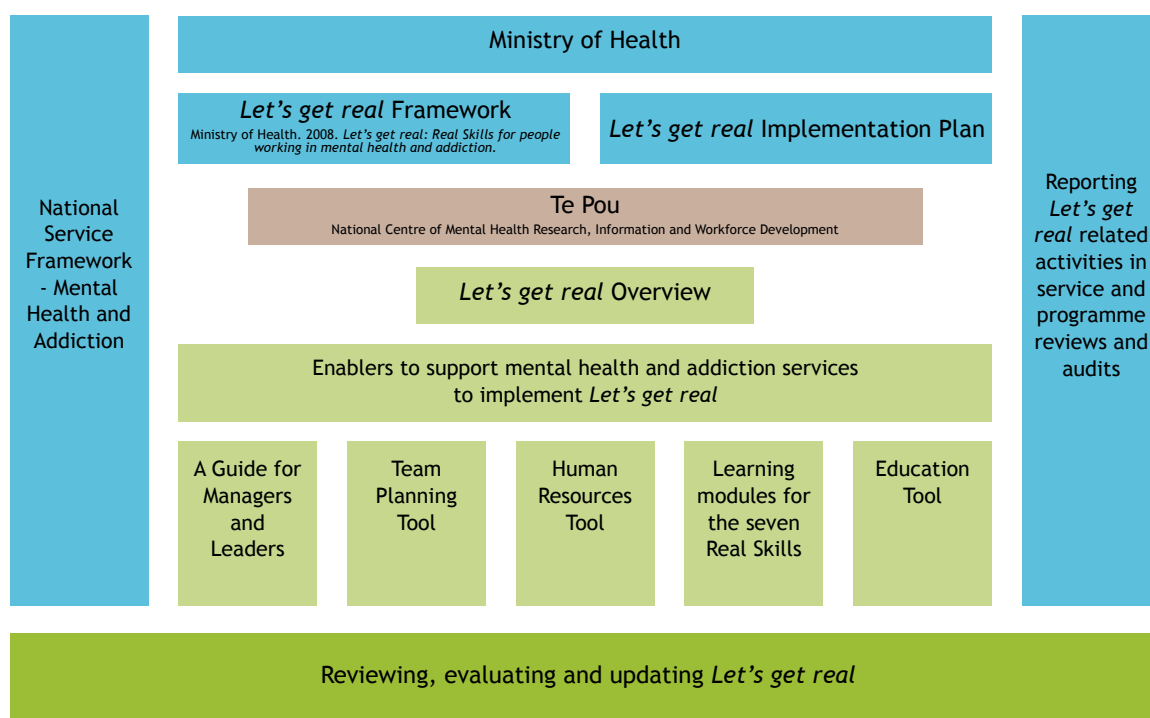 Ministry of Health
Let's get real Framework
Ministry of Health. 2008. Let's get real: Real Skills for people
working in mental health and addiction.
Let's get real Implementation Plan
National
Service
Framework
- Mental
Health and
Addiction
Te Pou
National Centre of Mental Health Research, Information and Workforce Development
Let's get real Overview
Enablers to support mental health and addiction services
to implement Let's get real
A Guide for
Managers
and
Leaders
Team
Planning
Tool
Human
Resources
Tool
Learning
modules for
the seven
Real Skills
Education
Tool
Reporting
Let's get
real related
activities in
service and
programme
reviews and
audits
Reviewing, evaluating and updating Let's get real